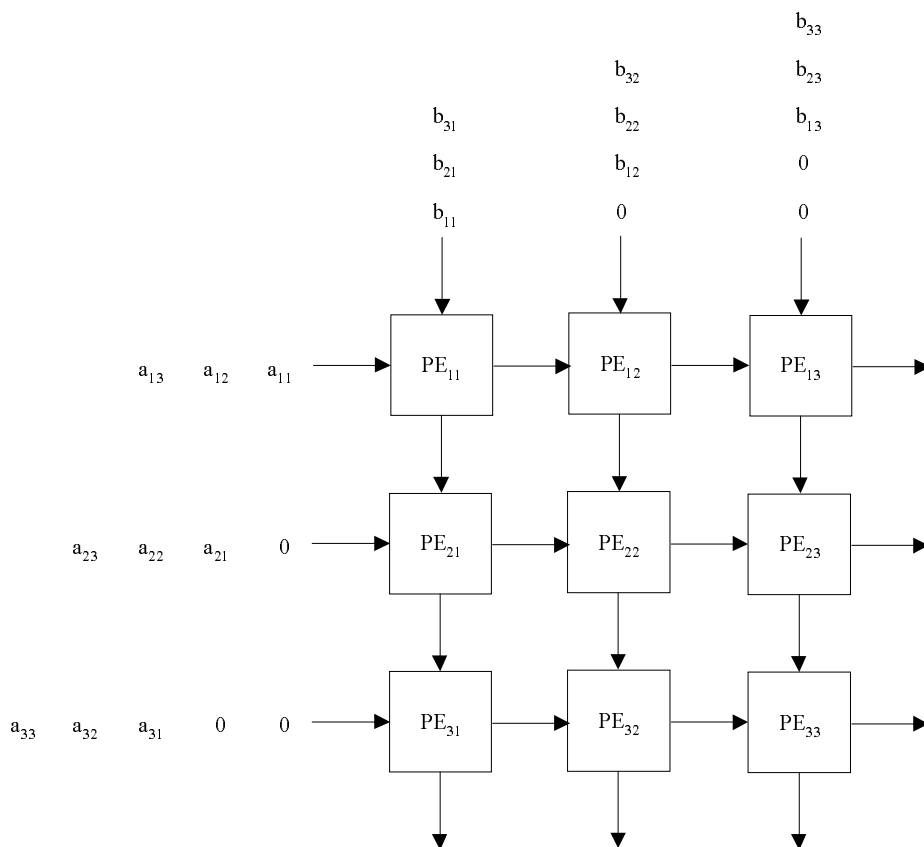 b₃₃
b₃₂ b₂₃
b₃₁ b₂₂ b₁₃
b₂₁ b₁₂ 0
b₁₁ 0 0
a₁₃ a₁₂ a₁₁ PE₁₁ PE₁₂ PE₁₃
a₂₃ a₂₂ a₂₁ 0 PE₂₁ PE₂₂ PE₂₃
a₃₃ a₃₂ a₃₁ 0 0 PE₃₁ PE₃₂ PE₃₃